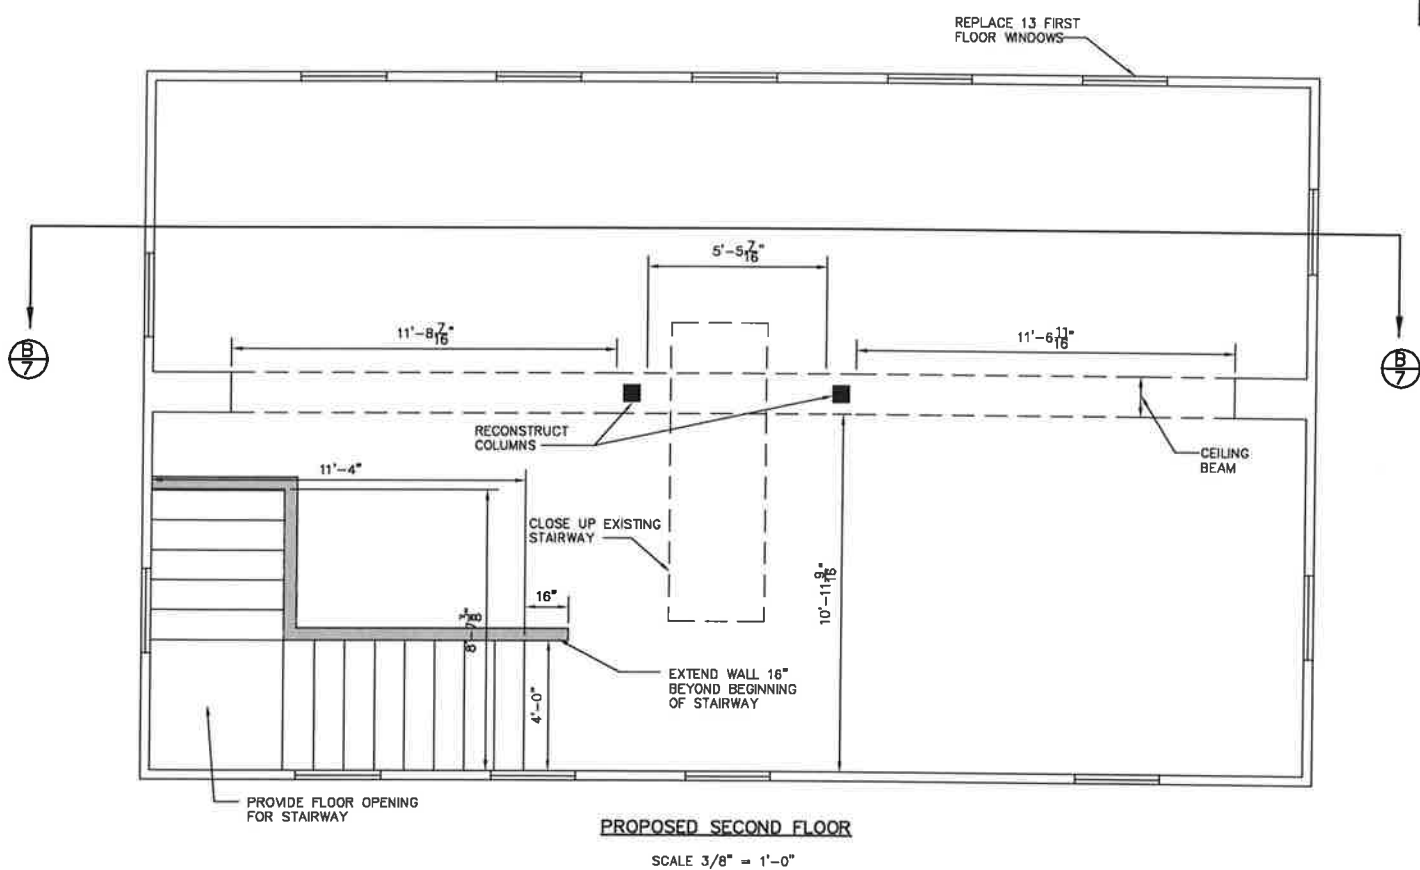 REPLACE 13 FIRST
FLOOR WINDOWS
5'-5 7/16"
11'-8 7/16"
11'-6 11/16"
B
7
B
7
RECONSTRUCT
COLUMNS
CEILING
BEAM
11'-4"
CLOSE UP EXISTING
STAIRWAY
10'-11 9/16"
16"
8'-7 3/8"
EXTEND WALL 16"
BEYOND BEGINNING
OF STAIRWAY
4'-0"
PROVIDE FLOOR OPENING
FOR STAIRWAY
PROPOSED SECOND FLOOR
SCALE 3/8" = 1'-0"